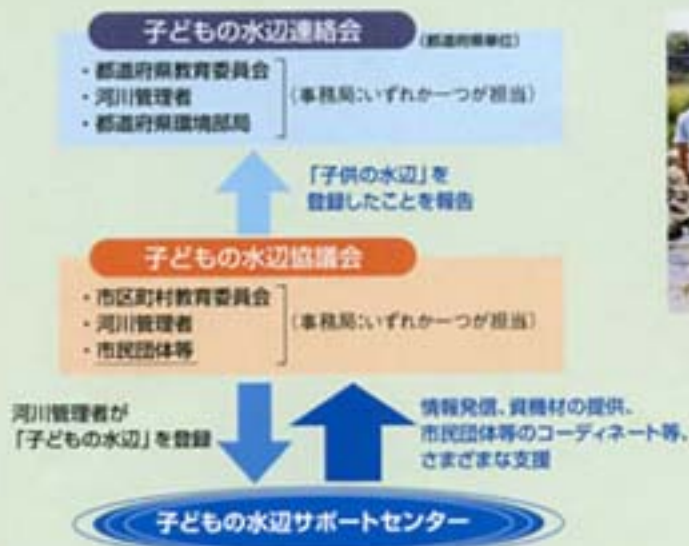 子どもの水辺連絡会
(都道府県単位)
・都道府県教育委員会
・河川管理者
・都道府県環境部局
(事務局:いずれか一つが担当)
「子供の水辺」を
登録したことを報告
子どもの水辺協議会
・市区町村教育委員会
・河川管理者
・市民団体等
(事務局:いずれか一つが担当)
河川管理者が
「子どもの水辺」を登録
情報発信、資機材の提供、
市民団体等のコーディネート等、
さまざまな支援
子どもの水辺サポートセンター